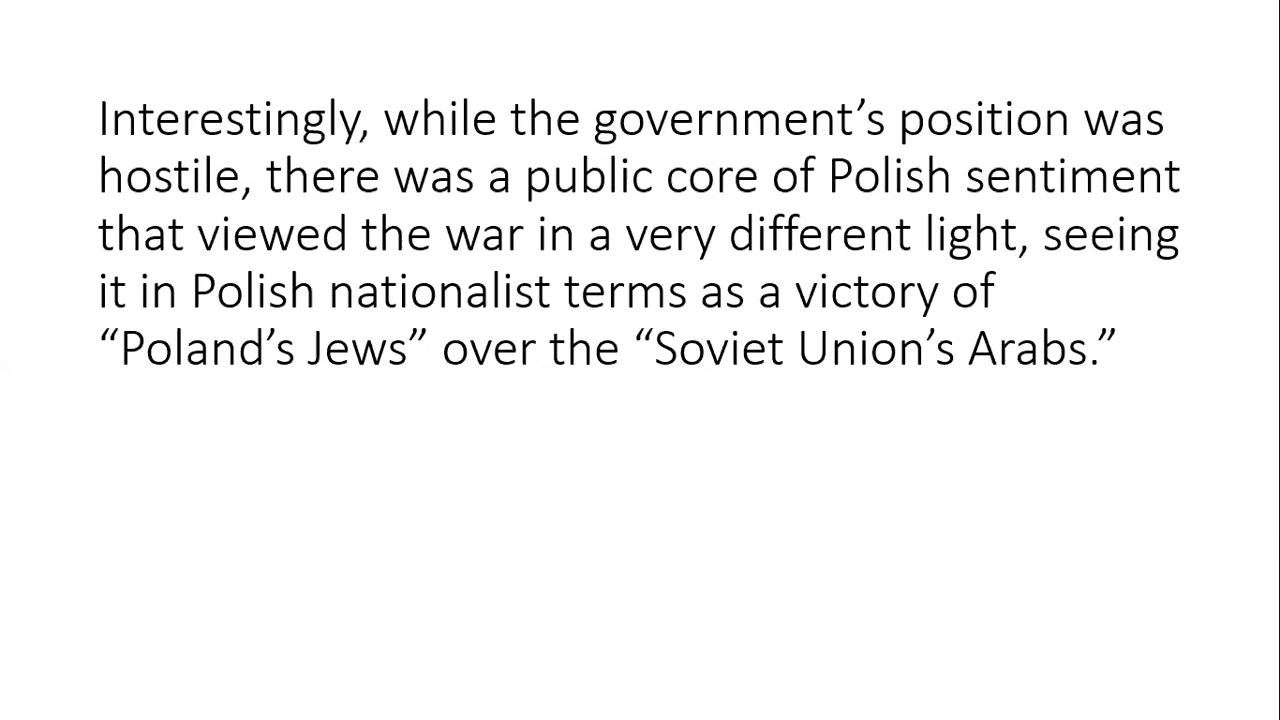 Interestingly, while the government’s position was
hostile, there was a public core of Polish sentiment
that viewed the war in a very different light, seeing
it in Polish nationalist terms as a victory of
“Poland’s Jews” over the “Soviet Union’s Arabs.”